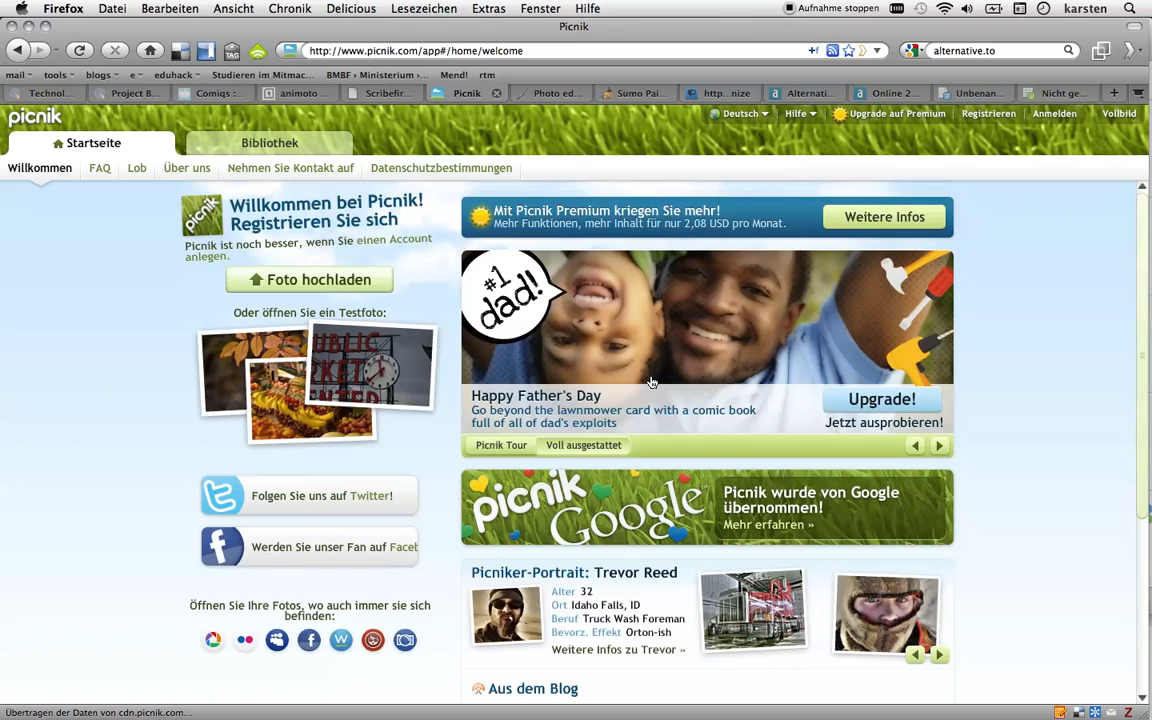 Firefox Datei Bearbeiten Ansicht Chronik Delicious Lesezeichen Extras Fenster Hilfe Aufnahme stoppen karsten
Picnik
http://www.picnik.com/app#/home/welcome
alternative.to
mail tools blogs e eduhack Studieren im Mitmac... BMBF › Ministerium ›... Mend! rtm
Technol... Project B... Comiqs :... animoto ... Scribefir... Picnik Photo ed... Sumo Pai... http...nize Alternati... Online 2... Unbenan... Nicht ge...
picnik
Deutsch Hilfe Upgrade auf Premium Registrieren Anmelden Vollbild
Startseite Bibliothek
Willkommen FAQ Lob Über uns Nehmen Sie Kontakt auf Datenschutzbestimmungen
picnik
Willkommen bei Picnik!
Registrieren Sie sich
Picnik ist noch besser, wenn Sie einen Account
anlegen.
Foto hochladen
Oder öffnen Sie ein Testfoto:
PUBLIC
MARKET
Folgen Sie uns auf Twitter!
Werden Sie unser Fan auf Facet
Öffnen Sie Ihre Fotos, wo auch immer sie sich
befinden:
Mit Picnik Premium kriegen Sie mehr!
Mehr Funktionen, mehr Inhalt für nur 2,08 USD pro Monat.
Weitere Infos
#1
dad!
Happy Father's Day
Go beyond the lawnmower card with a comic book
full of all of dad's exploits
Upgrade!
Jetzt ausprobieren!
Picnik Tour Voll ausgestattet
picnik
Google
Picnik wurde von Google
übernommen!
Mehr erfahren »
Picniker-Portrait: Trevor Reed
Alter 32
Ort Idaho Falls, ID
Beruf Truck Wash Foreman
Bevorz. Effekt Orton-ish
Weitere Infos zu Trevor »
Aus dem Blog
Übertragen der Daten von cdn.picnik.com...